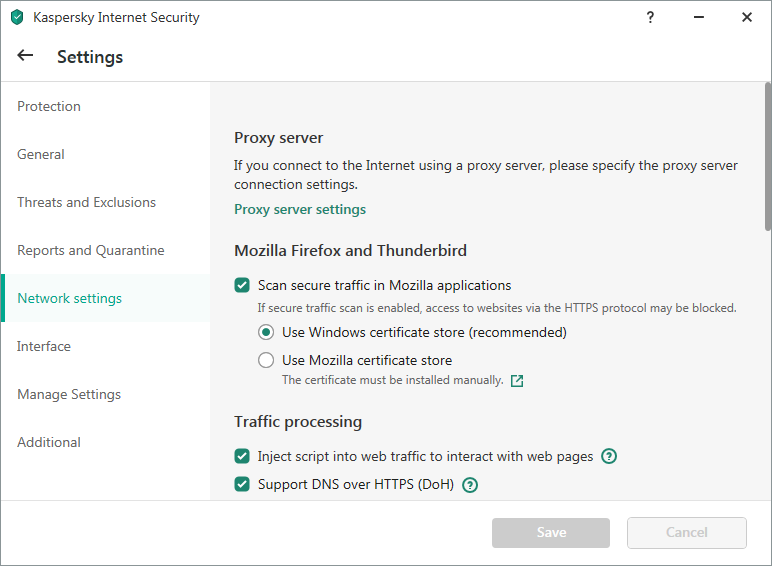 Kaspersky Internet Security
?
Settings
Protection
General
Threats and Exclusions
Reports and Quarantine
Network settings
Interface
Manage Settings
Additional
Proxy server
If you connect to the Internet using a proxy server, please specify the proxy server
connection settings.
Proxy server settings
Mozilla Firefox and Thunderbird
Scan secure traffic in Mozilla applications
If secure traffic scan is enabled, access to websites via the HTTPS protocol may be blocked.
Use Windows certificate store (recommended)
Use Mozilla certificate store
The certificate must be installed manually.
Traffic processing
Inject script into web traffic to interact with web pages ?
Support DNS over HTTPS (DoH) ?
Save
Cancel